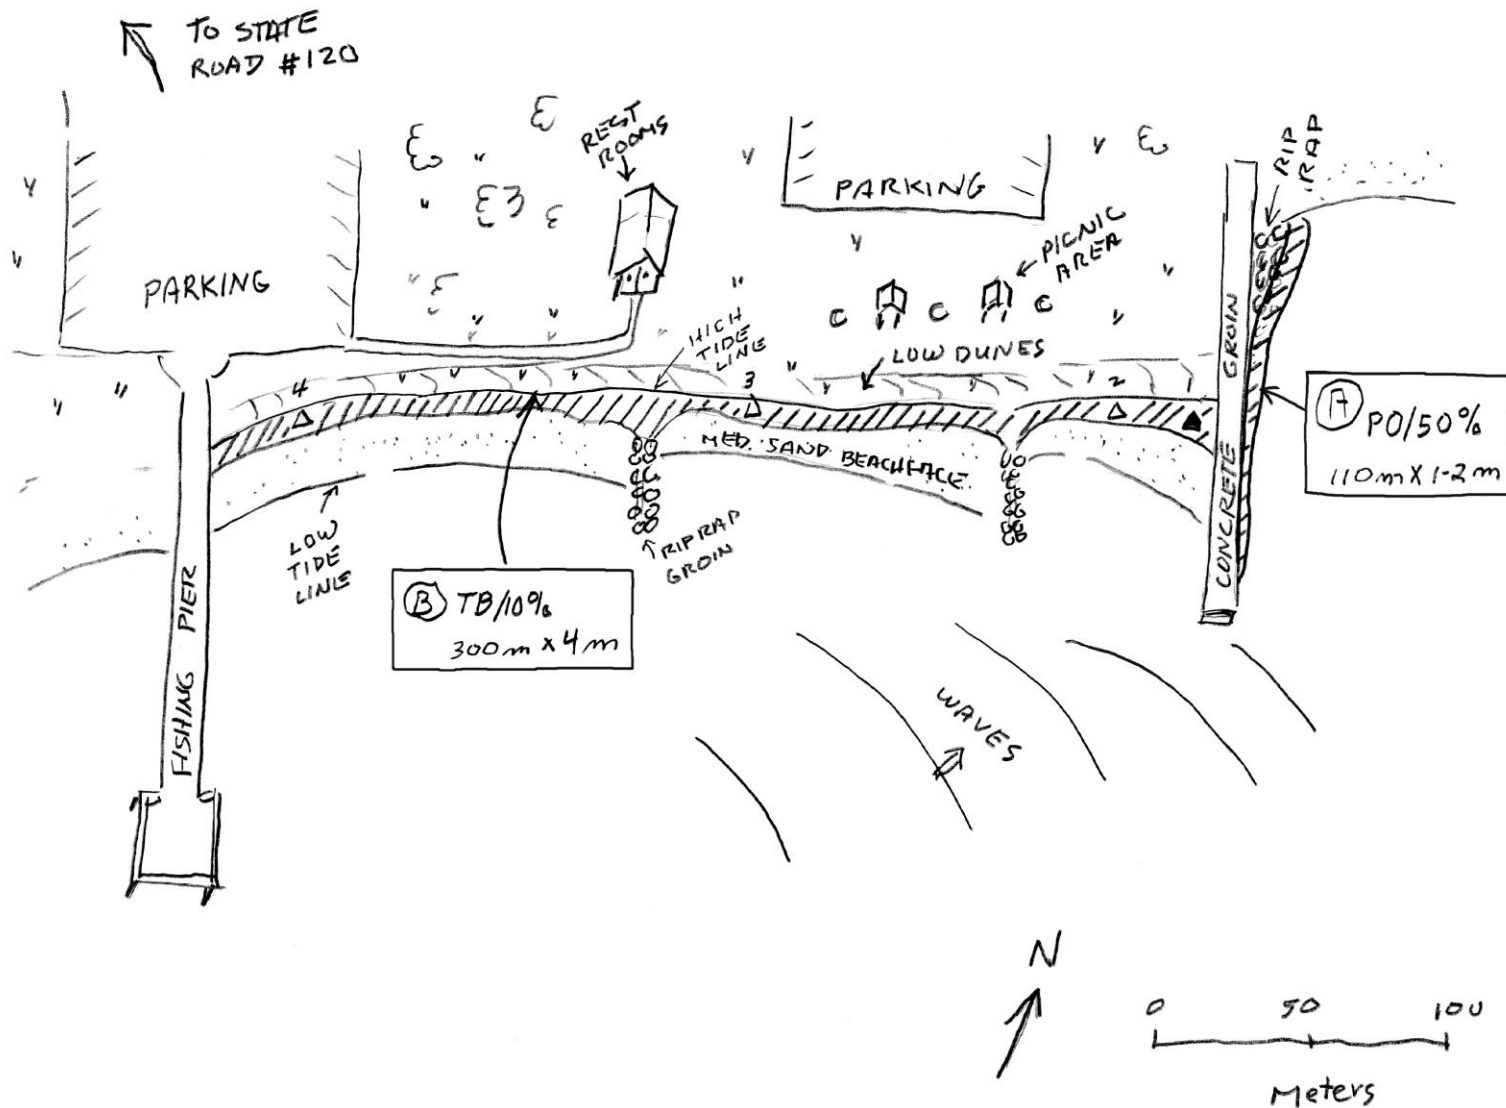 TO STATE
ROAD #120
REST
ROOMS
RIP
RAP
PARKING
PICNIC
AREA
PARKING
HIGH
TIDE
LINE
LOW DUNES
4
3
2
1
CONCRETE GROIN
A PO/50%
110m X 1-2m
MED. SAND BEACHFACE
LOW
TIDE
LINE
RIPRAP
GROIN
B TB/10%
300m x 4m
FISHING PIER
WAVES
N
0 50 100
Meters